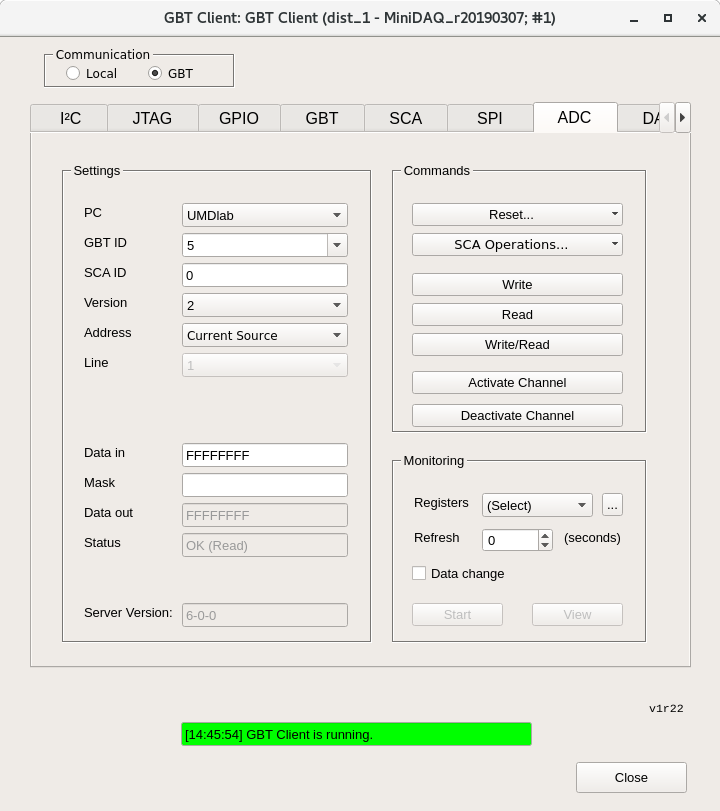 GBT Client: GBT Client (dist_1 - MiniDAQ_r20190307; #1)
Communication
Local GBT
I²C JTAG GPIO GBT SCA SPI ADC DA
Settings
PC UMDlab
GBT ID 5
SCA ID 0
Version 2
Address Current Source
Line 1
Data in FFFFFFFF
Mask
Data out FFFFFFFF
Status OK (Read)
Server Version: 6-0-0
Commands
Reset...
SCA Operations...
Write
Read
Write/Read
Activate Channel
Deactivate Channel
Monitoring
Registers (Select) ...
Refresh 0 (seconds)
Data change
Start View
v1r22
[14:45:54] GBT Client is running.
Close